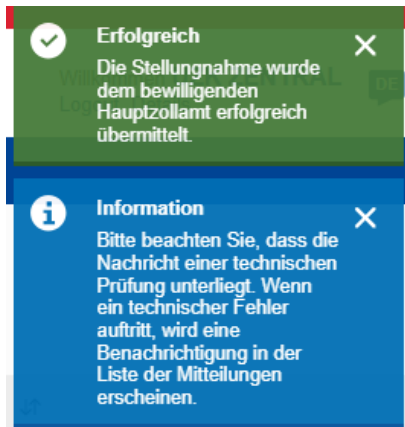 Erfolgreich
Die Stellungnahme wurde
dem bewilligenden
Hauptzollamt erfolgreich
übermittelt.
DE
Information
Bitte beachten Sie, dass die
Nachricht einer technischen
Prüfung unterliegt. Wenn
ein technischer Fehler
auftritt, wird eine
Benachrichtigung in der
Liste der Mitteilungen
erscheinen.